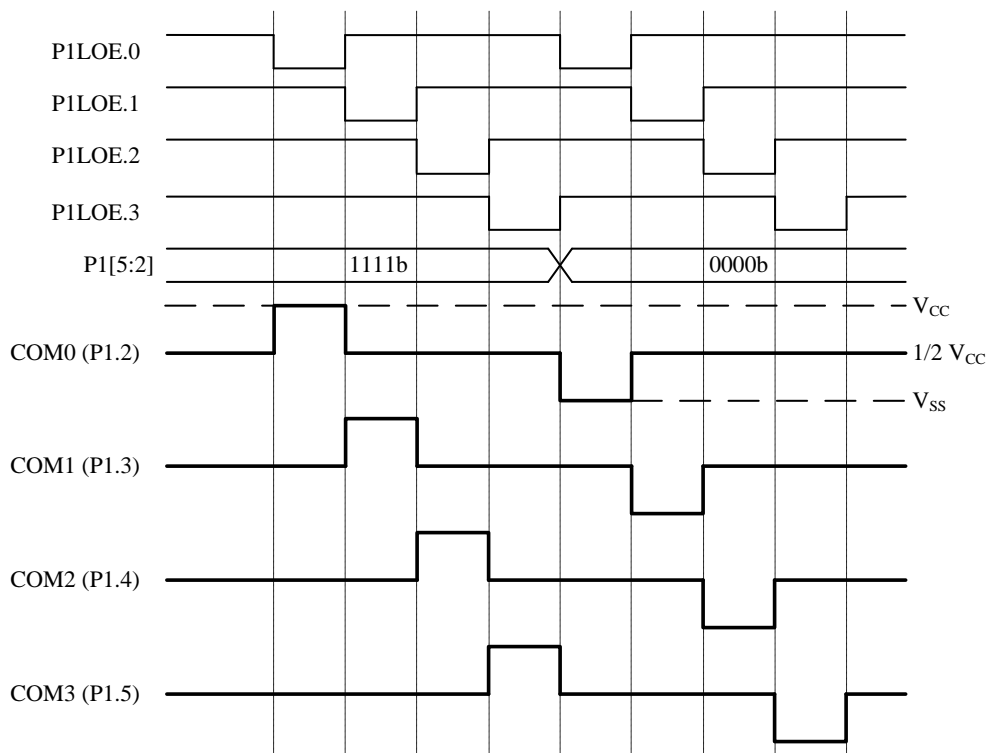 P1LOE.0
P1LOE.1
P1LOE.2
P1LOE.3
P1[5:2] 1111b 0000b
VCC
COM0 (P1.2) 1/2 VCC
VSS
COM1 (P1.3)
COM2 (P1.4)
COM3 (P1.5)